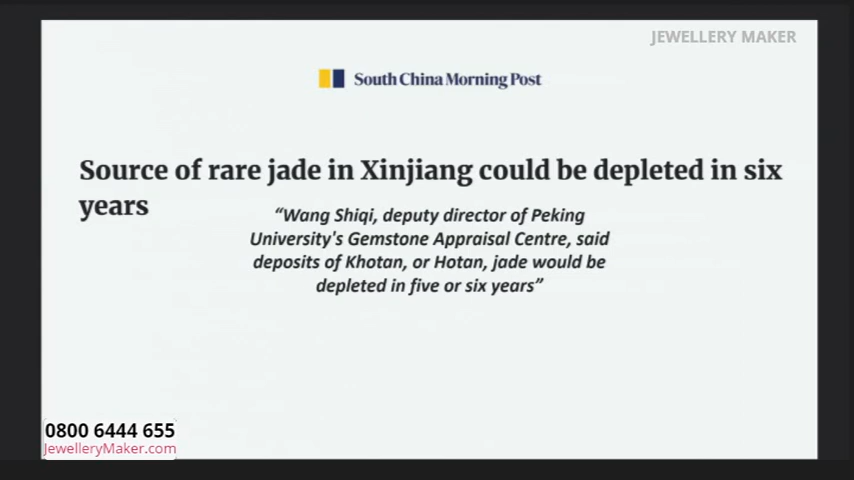 JEWELLERY MAKER
South China Morning Post
Source of rare jade in Xinjiang could be depleted in six
years
“Wang Shiqi, deputy director of Peking
University's Gemstone Appraisal Centre, said
deposits of Khotan, or Hotan, jade would be
depleted in five or six years”
0800 6444 655
JewelleryMaker.com